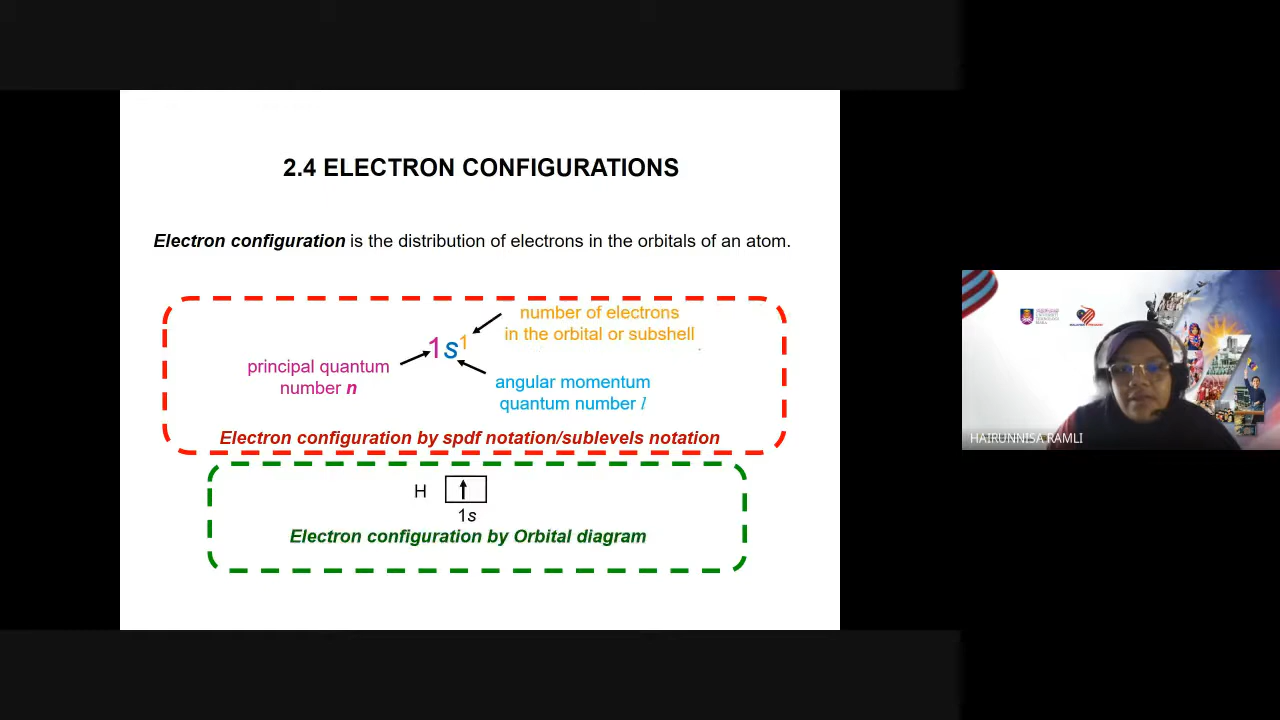 2.4 ELECTRON CONFIGURATIONS
Electron configuration is the distribution of electrons in the orbitals of an atom.
number of electrons
in the orbital or subshell
1s¹
principal quantum
number n
angular momentum
quantum number l
Electron configuration by spdf notation/sublevels notation
H
1s
Electron configuration by Orbital diagram
HAIRUNNISA RAMLI